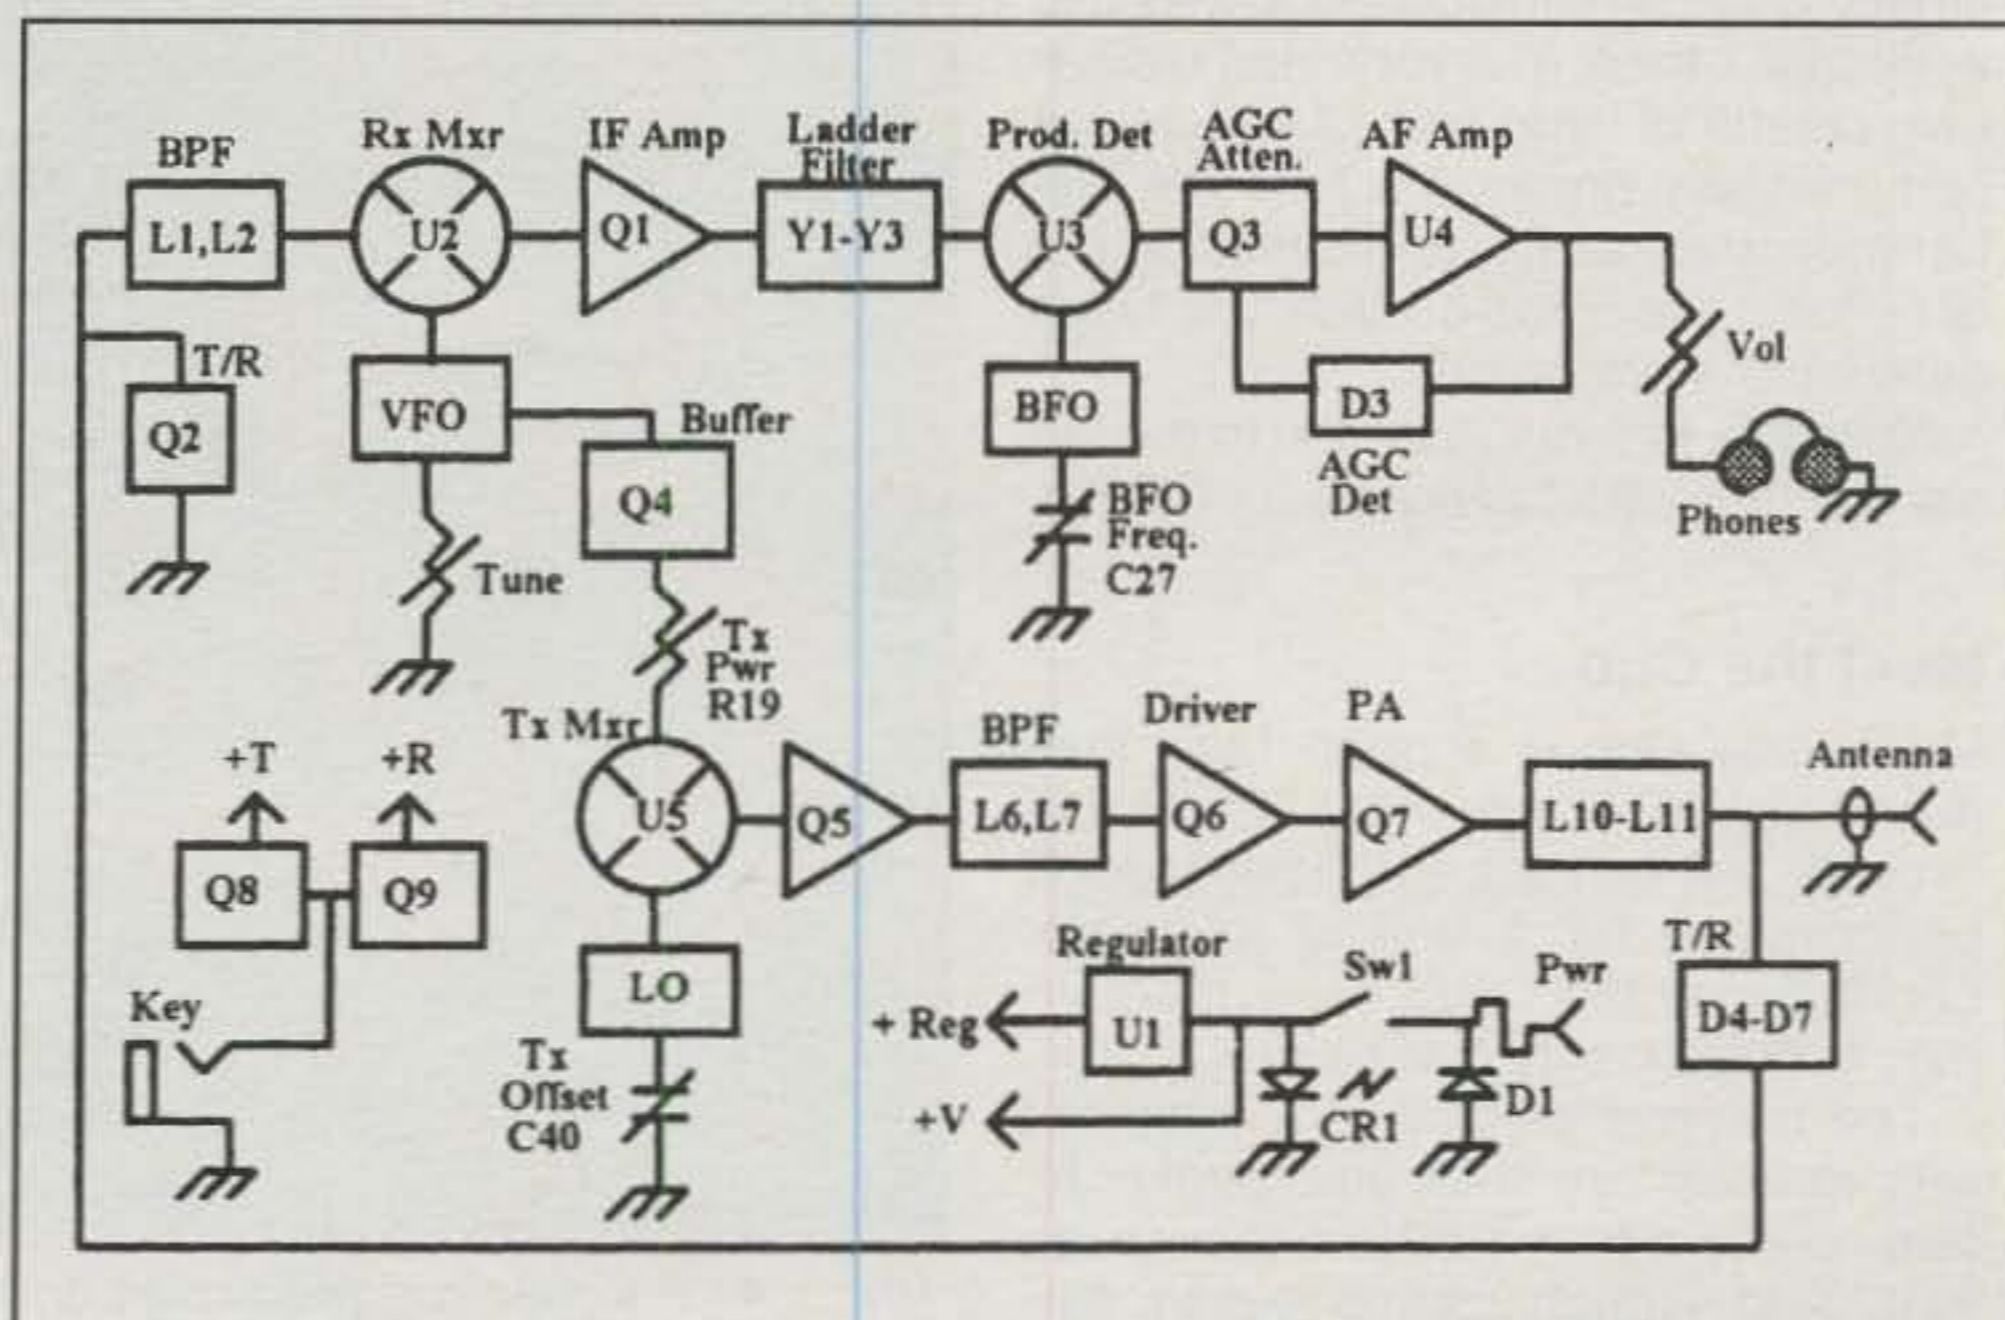 BPF
L1,L2
Rx Mxr
U2
IF Amp
Q1
Ladder
Filter
Y1-Y3
Prod. Det
U3
AGC
Atten.
Q3
AF Amp
U4
Vol
Phones
T/R
Q2
VFO
Tune
Buffer
Q4
BFO
BFO
Freq.
C27
D3
AGC
Det
Tx
Pwr
R19
Tx Mxr
U5
Q5
BPF
L6,L7
Driver
Q6
PA
Q7
L10-L11
Antenna
+T
+R
Q8
Q9
Key
LO
Tx
Offset
C40
Regulator
U1
+ Reg
+V
Sw1
Pwr
CR1
D1
T/R
D4-D7